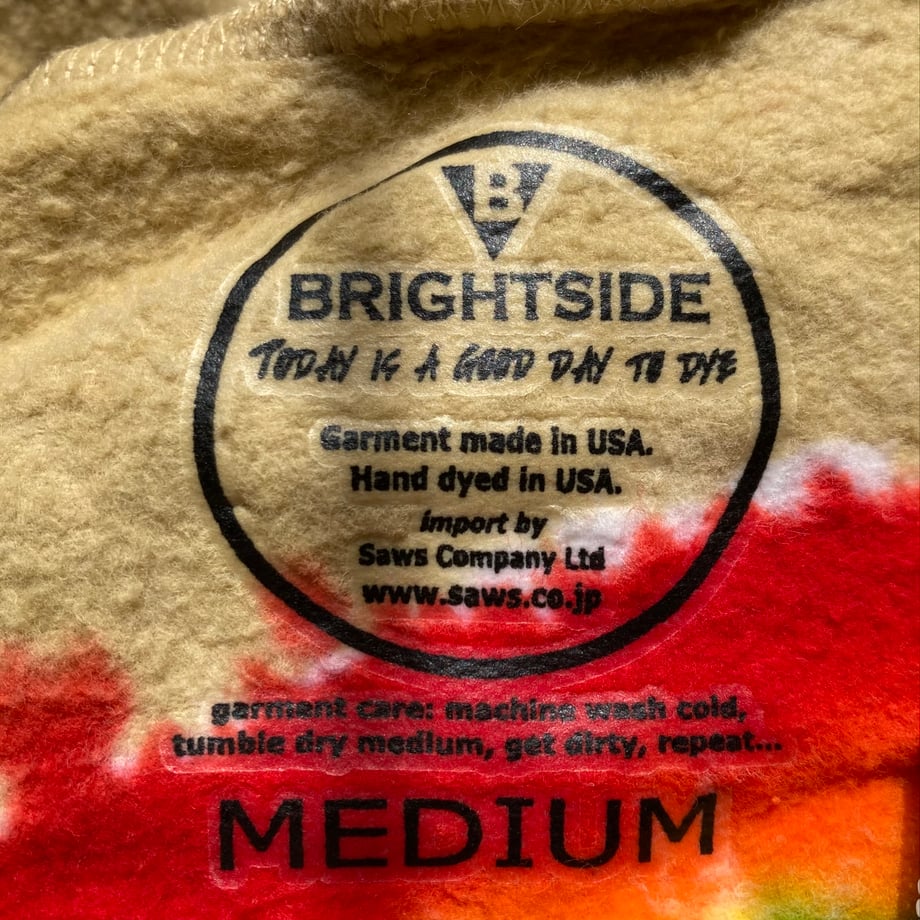 B
BRIGHTSIDE
TODAY IS A GOOD DAY TO DYE
Garment made in USA.
Hand dyed in USA.
import by
Saws Company Ltd
www.saws.co.jp
garment care: machine wash cold,
tumble dry medium, get dirty, repeat...
MEDIUM